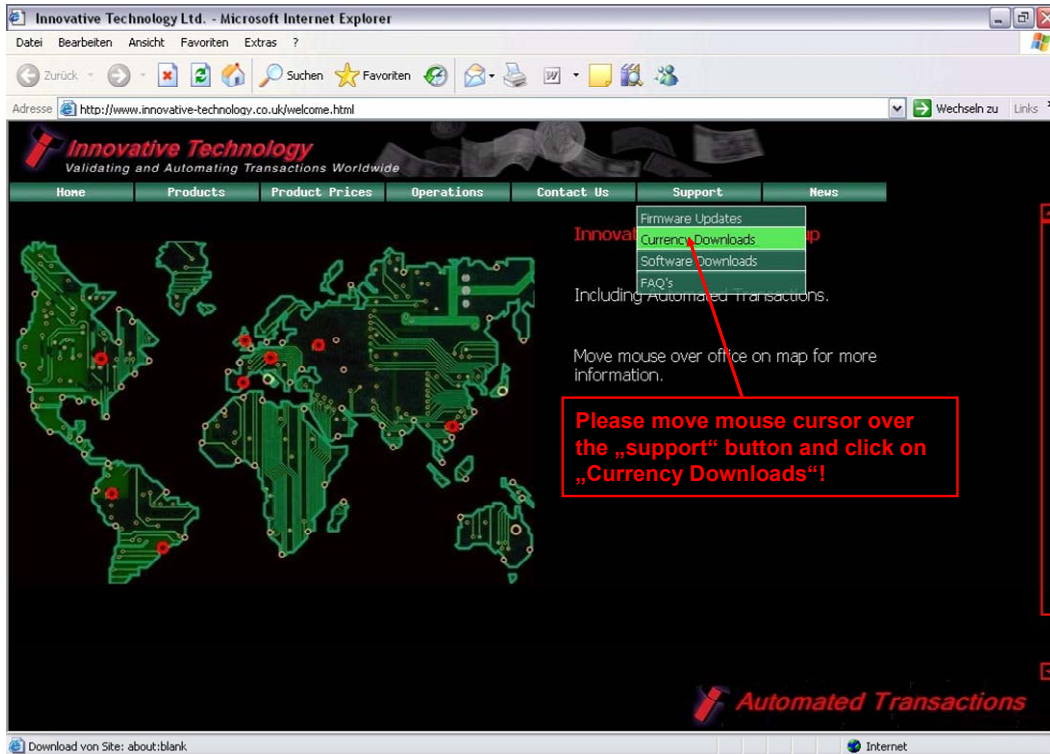 Innovative Technology Ltd. - Microsoft Internet Explorer
Datei Bearbeiten Ansicht Favoriten Extras ?
Zurück Suchen Favoriten
Adresse http://www.innovative-technology.co.uk/welcome.html Wechseln zu Links
Innovative Technology
Validating and Automating Transactions Worldwide
Home Products Product Prices Operations Contact Us Support News
Firmware Updates
Currency Downloads
Software Downloads
FAQ's
Including Automated Transactions.
Move mouse over office on map for more
information.
Please move mouse cursor over
the „support“ button and click on
„Currency Downloads“!
Automated Transactions
Download von Site: about:blank Internet